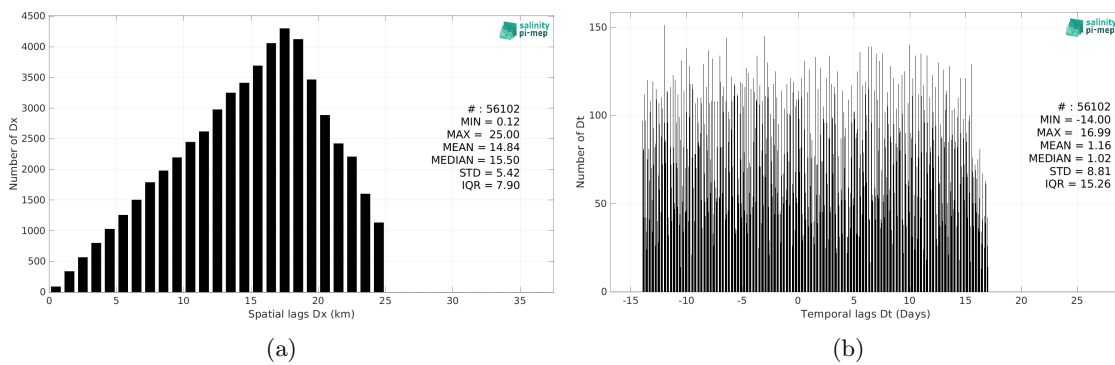 4500
4000
3500
3000
2500
2000
1500
1000
500
0
Number of Dx
0 5 10 15 20 25 30 35
Spatial lags Dx (km)
salinity
pi-mep
# : 56102
MIN = 0.12
MAX = 25.00
MEAN = 14.84
MEDIAN = 15.50
STD = 5.42
IQR = 7.90
(a)
150
100
50
0
Number of Dt
-15 -10 -5 0 5 10 15 20 25
Temporal lags Dt (Days)
salinity
pi-mep
# : 56102
MIN = -14.00
MAX = 16.99
MEAN = 1.16
MEDIAN = 1.02
STD = 8.81
IQR = 15.26
(b)